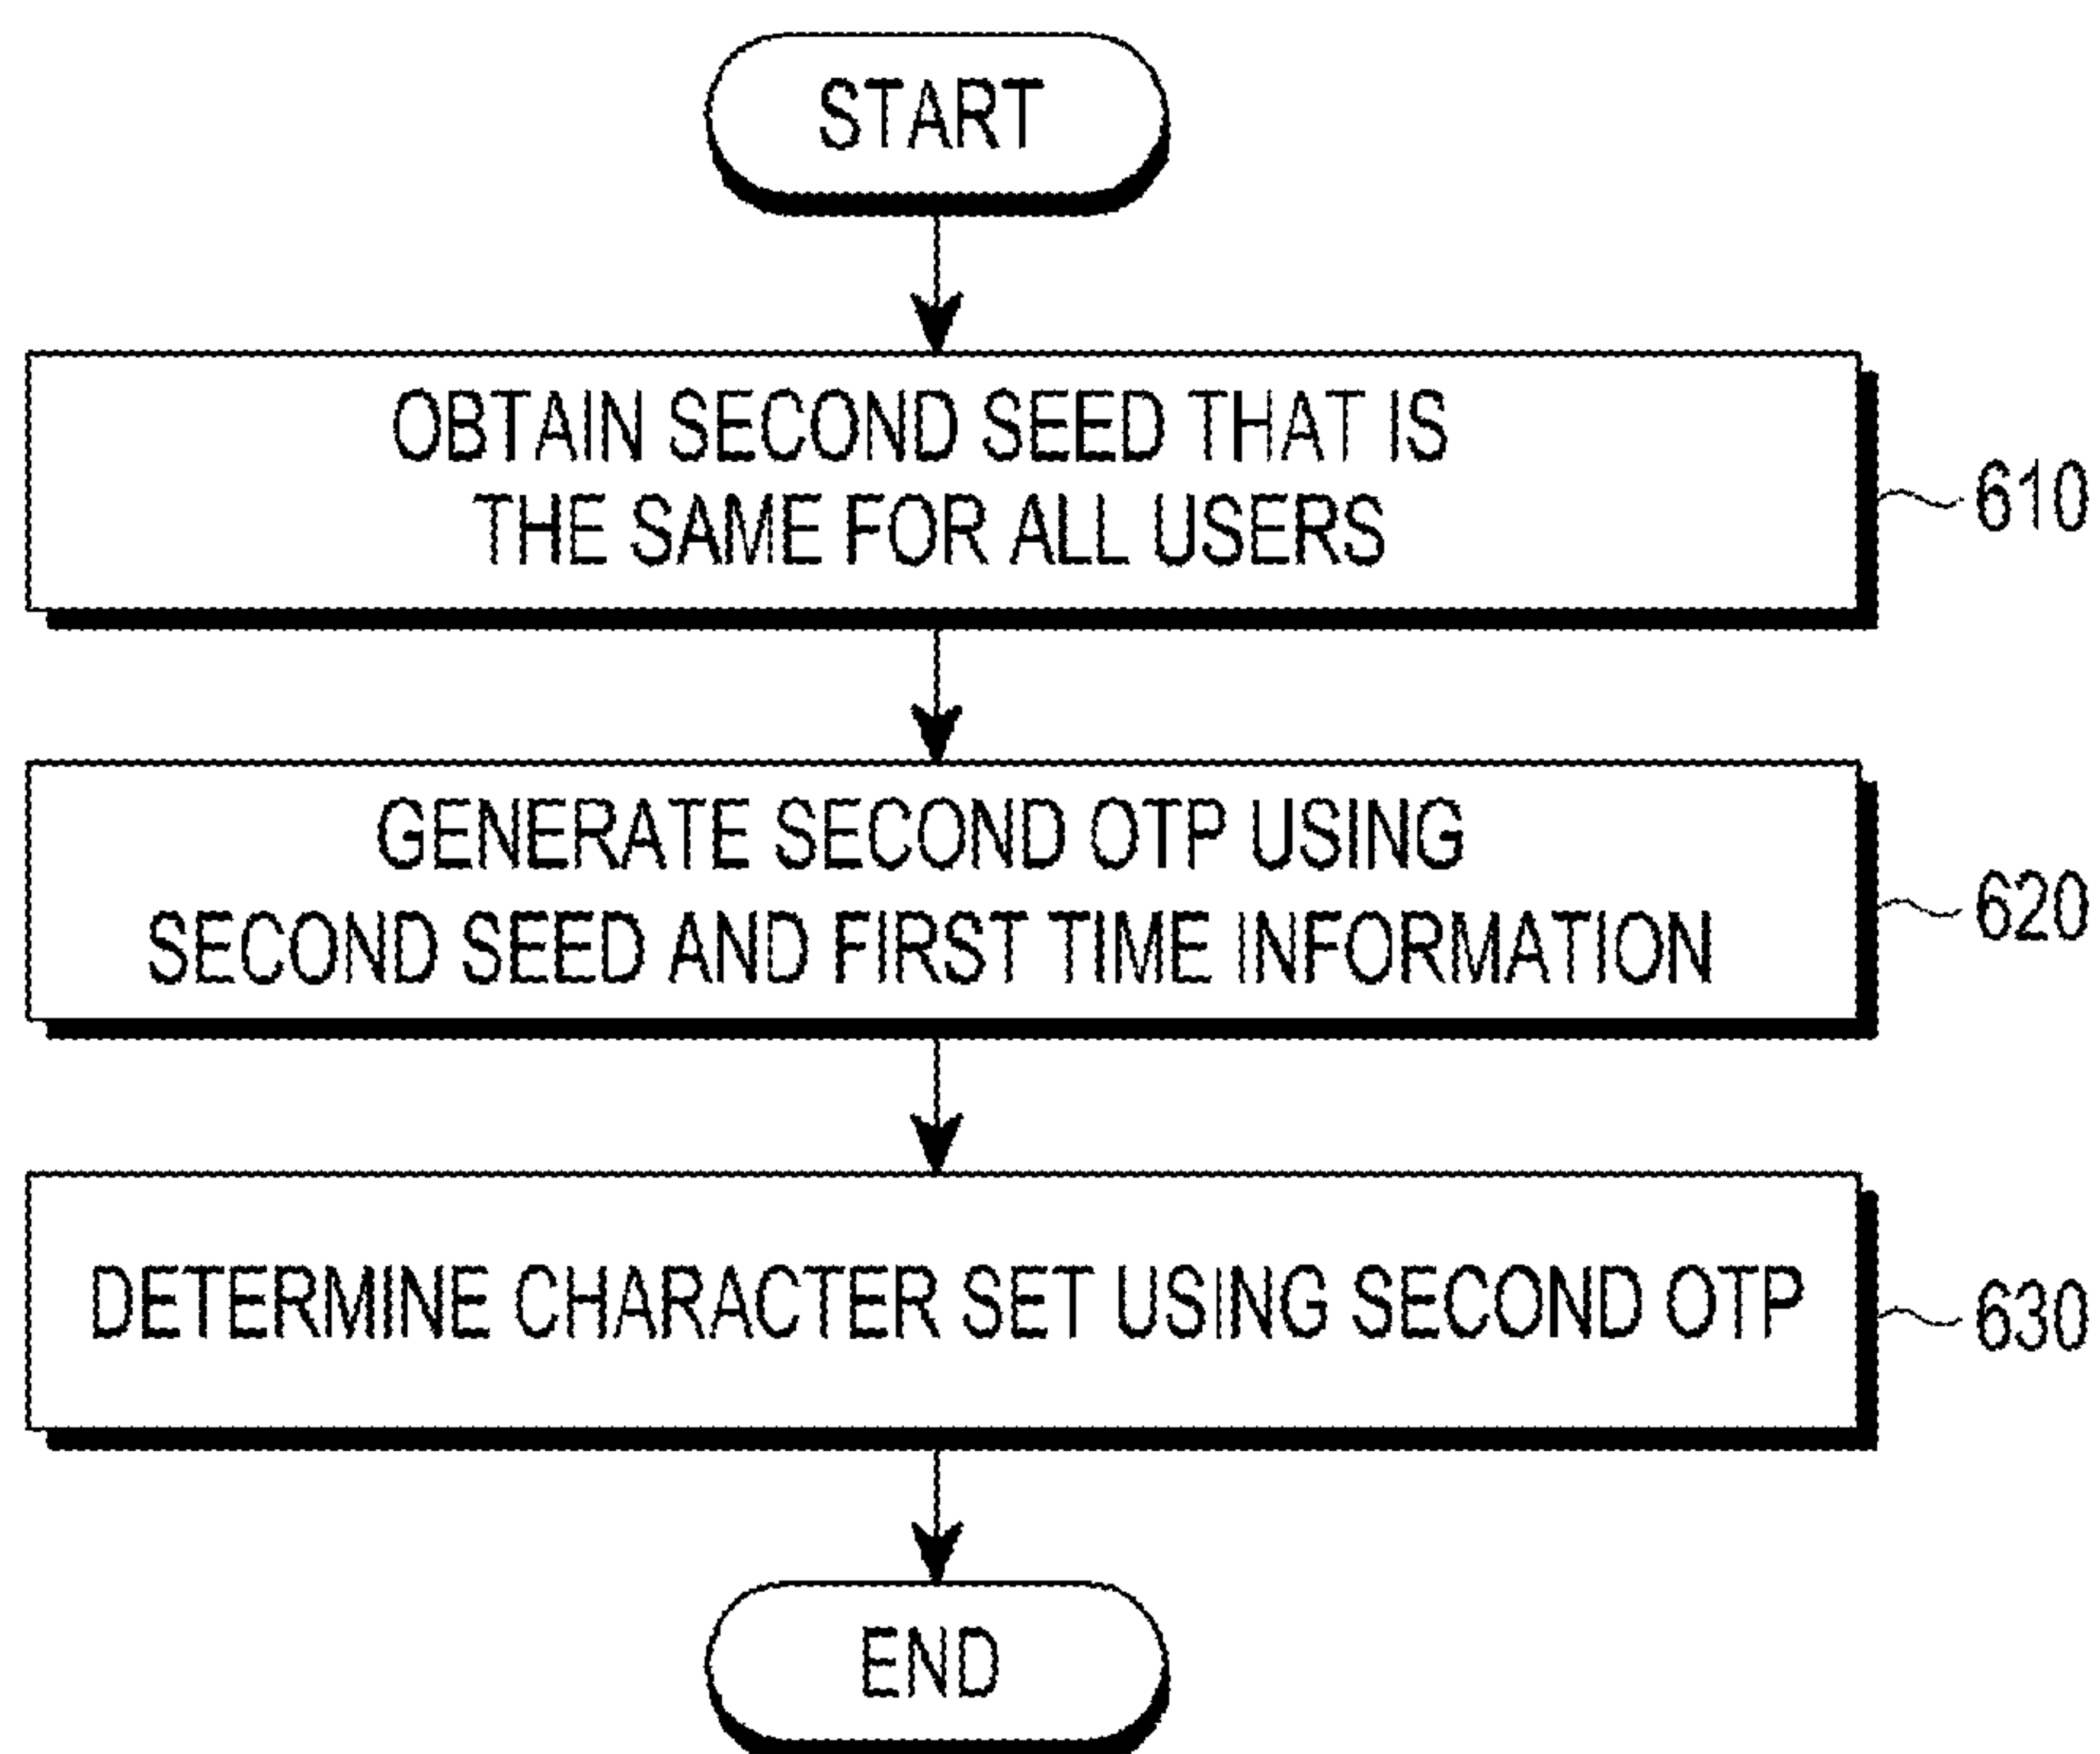 START
OBTAIN SECOND SEED THAT IS
THE SAME FOR ALL USERS
610
GENERATE SECOND OTP USING
SECOND SEED AND FIRST TIME INFORMATION
620
DETERMINE CHARACTER SET USING SECOND OTP
630
END